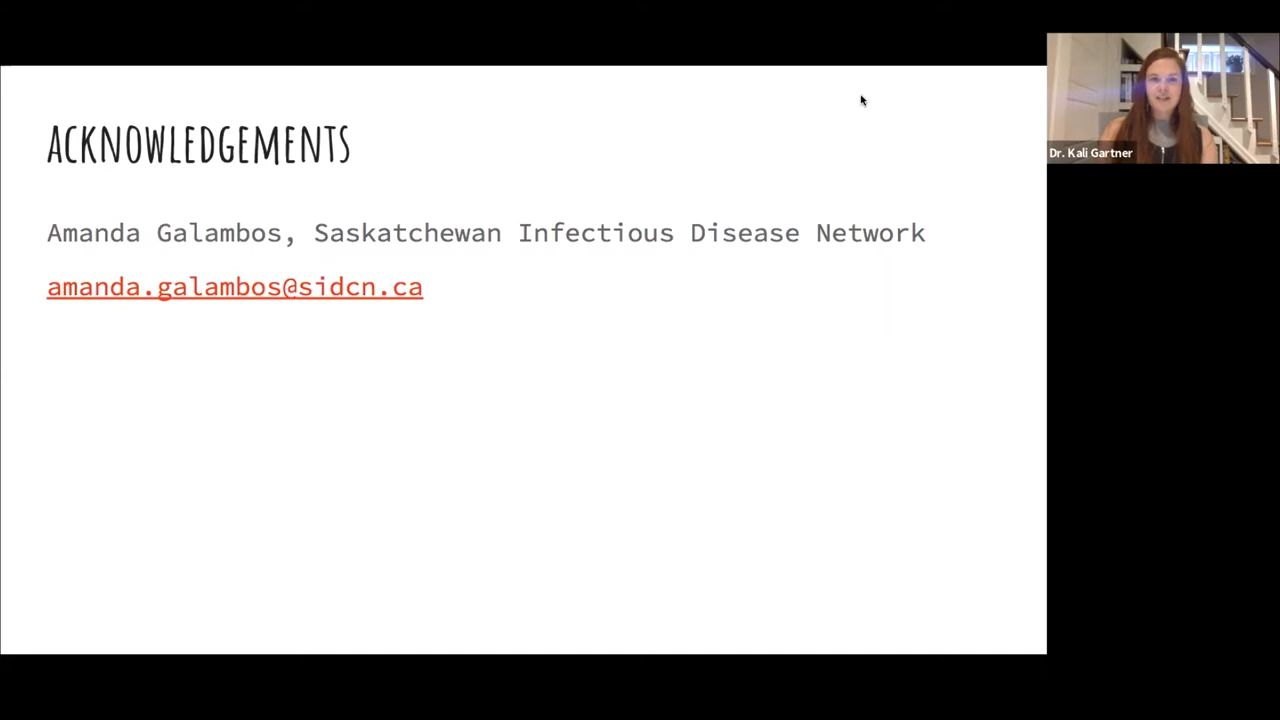 ACKNOWLEDGEMENTS
Amanda Galambos, Saskatchewan Infectious Disease Network
amanda.galambos@sidcn.ca
Dr. Kali Gartner